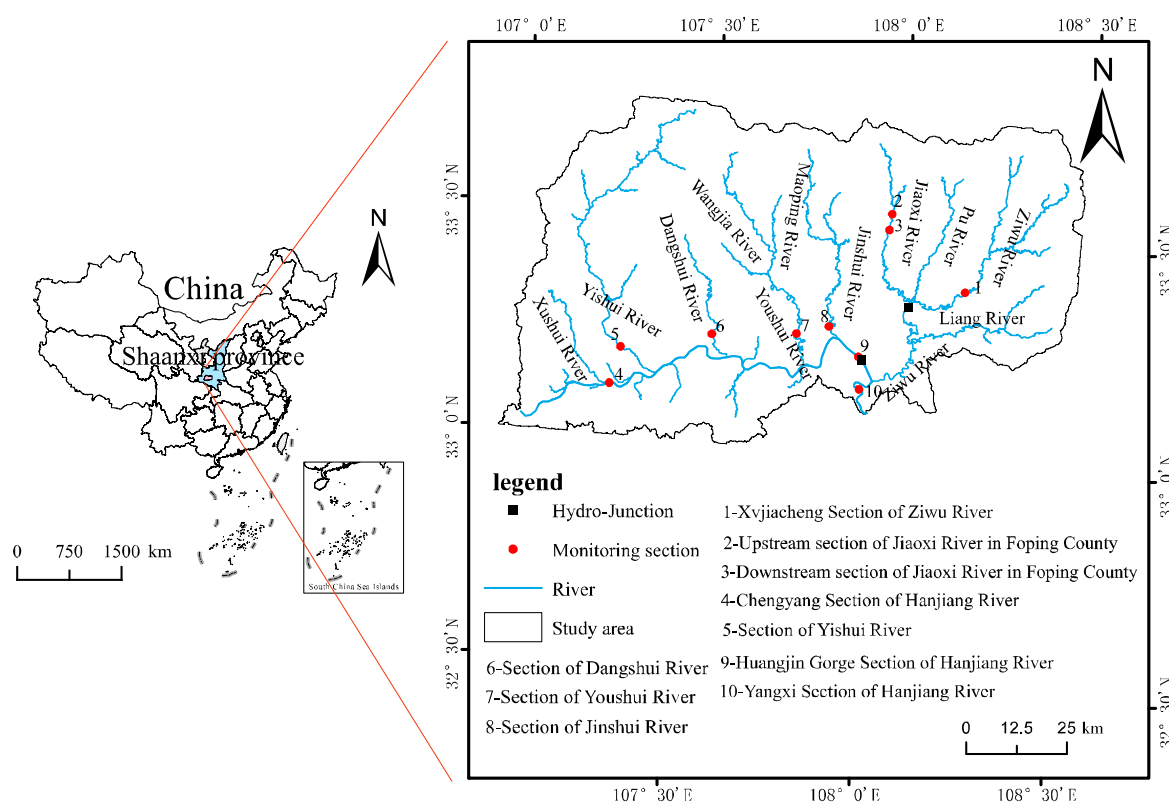 107° 0′E
107° 30′E
108° 0′E
108° 30′E
N
33° 30′N
33° 0′N
32° 30′N
33° 30′N
33° 0′N
32° 30′N
107° 30′E
108° 0′E
108° 30′E
N
China
Shaanxi province
0 750 1500 km
South China Sea Islands
Wangjia River
Maoping River
Jiaoxi River
Pu River
Ziwu River
Dangshui River
Jinshui River
Yishui River
Xushui River
Youshui River
Liang River
Ziwu River
1
2
3
4
5
6
7
8
9
10
legend
Hydro-Junction
Monitoring section
River
Study area
1-Xvjiacheng Section of Ziwu River
2-Upstream section of Jiaoxi River in Foping County
3-Downstream section of Jiaoxi River in Foping County
4-Chengyang Section of Hanjiang River
5-Section of Yishui River
6-Section of Dangshui River
7-Section of Youshui River
8-Section of Jinshui River
9-Huangjin Gorge Section of Hanjiang River
10-Yangxi Section of Hanjiang River
0 12.5 25 km